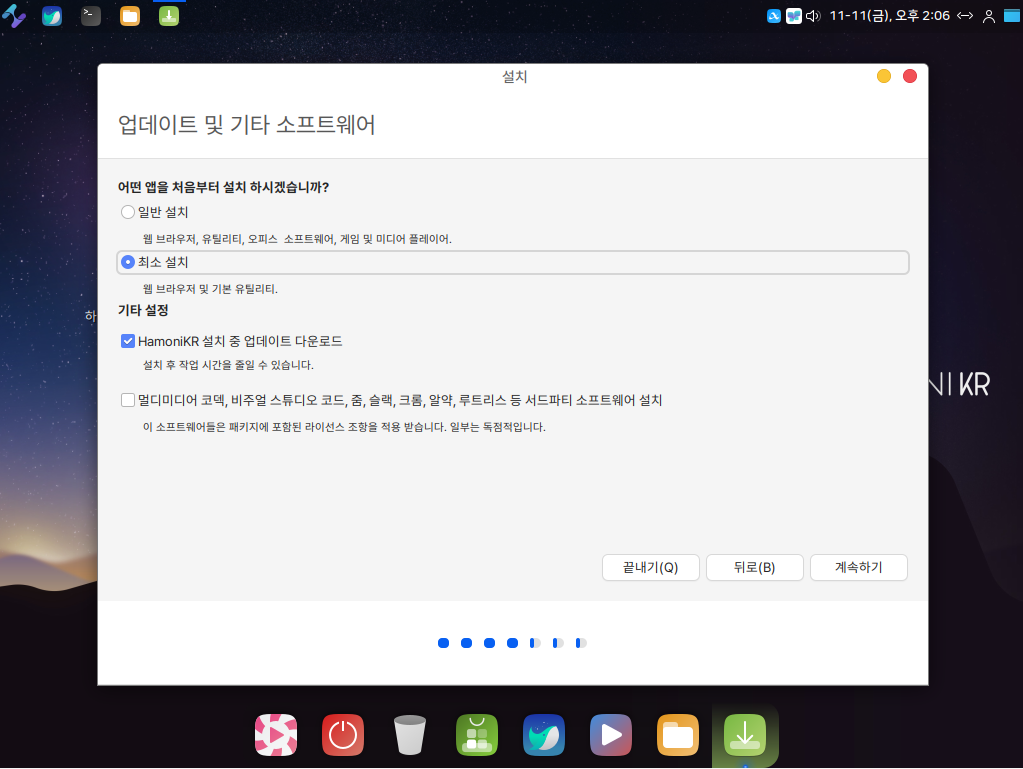 11-11(금), 오후 2:06
설치
업데이트 및 기타 소프트웨어
어떤 앱을 처음부터 설치 하시겠습니까?
일반 설치
웹 브라우저, 유틸리티, 오피스 소프트웨어, 게임 및 미디어 플레이어.
최소 설치
웹 브라우저 및 기본 유틸리티.
기타 설정
하
HamoniKR 설치 중 업데이트 다운로드
설치 후 작업 시간을 줄일 수 있습니다.
NI KR
멀디미디어 코덱, 비주얼 스튜디오 코드, 줌, 슬랙, 크롬, 알약, 루트리스 등 서드파티 소프트웨어 설치
이 소프트웨어들은 패키지에 포함된 라이선스 조항을 적용 받습니다. 일부는 독점적입니다.
끝내기(Q) 뒤로(B) 계속하기